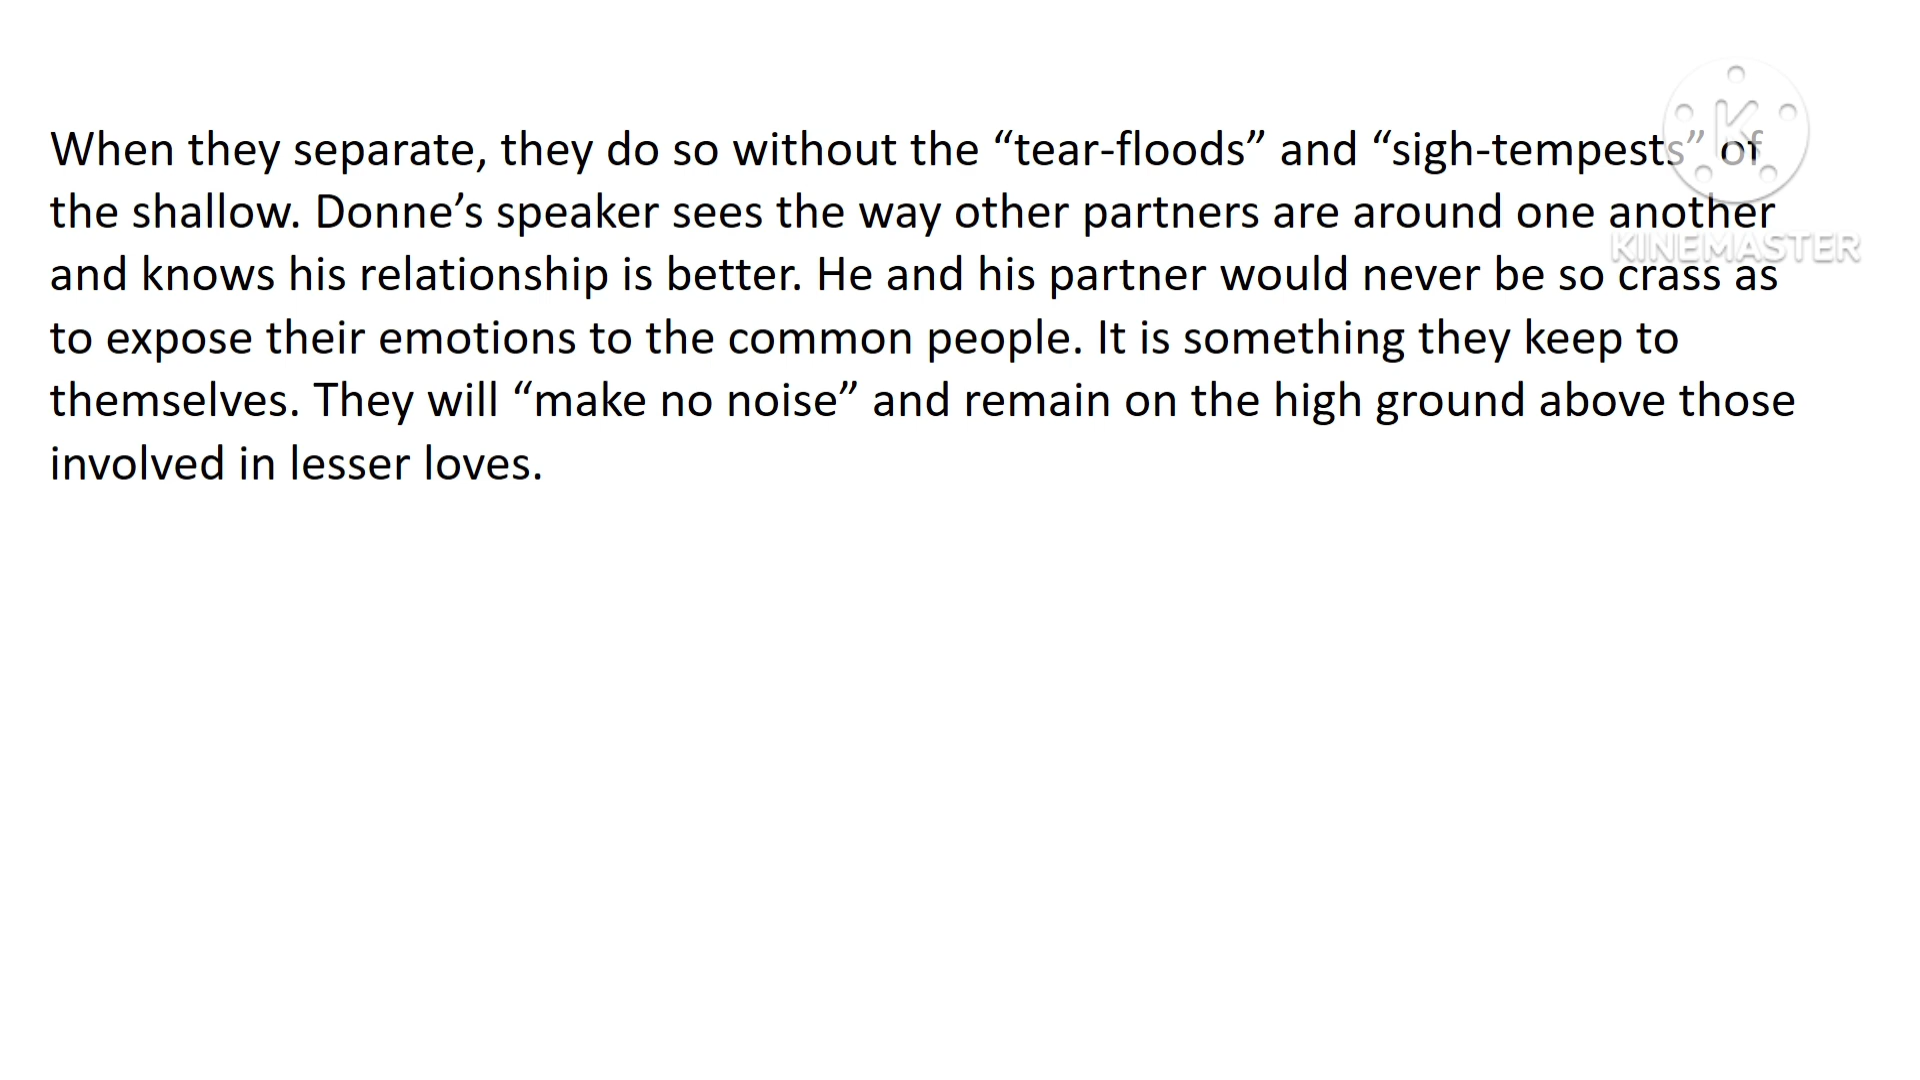 When they separate, they do so without the “tear-floods” and “sigh-tempests” of
the shallow. Donne’s speaker sees the way other partners are around one another
KINEMASTER
and knows his relationship is better. He and his partner would never be so crass as
to expose their emotions to the common people. It is something they keep to
themselves. They will “make no noise” and remain on the high ground above those
involved in lesser loves.